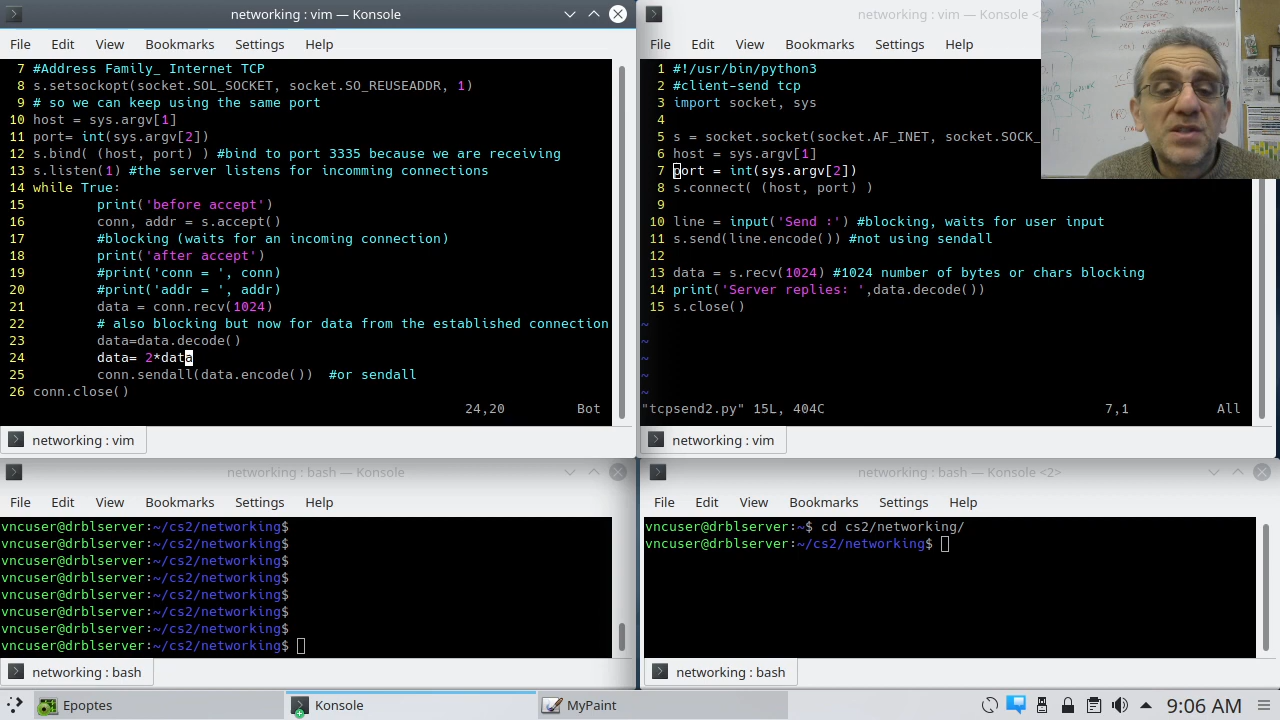 networking : vim — Konsole
File Edit View Bookmarks Settings Help
7 #Address Family_ Internet TCP
8 s.setsockopt(socket.SOL_SOCKET, socket.SO_REUSEADDR, 1)
9 # so we can keep using the same port
10 host = sys.argv[1]
11 port= int(sys.argv[2])
12 s.bind( (host, port) ) #bind to port 3335 because we are receiving
13 s.listen(1) #the server listens for incomming connections
14 while True:
15         print('before accept')
16         conn, addr = s.accept()
17         #blocking (waits for an incoming connection)
18         print('after accept')
19         #print('conn = ', conn)
20         #print('addr = ', addr)
21         data = conn.recv(1024)
22         # also blocking but now for data from the established connection
23         data=data.decode()
24         data= 2*data
25         conn.sendall(data.encode())  #or sendall
26 conn.close()
24,20 Bot
networking : vim
networking : vim — Konsole <2
File Edit View Bookmarks Settings Help
1 #!/usr/bin/python3
2 #client-send tcp
3 import socket, sys
4
5 s = socket.socket(socket.AF_INET, socket.SOCK_
6 host = sys.argv[1]
7 port = int(sys.argv[2])
8 s.connect( (host, port) )
9
10 line = input('Send :') #blocking, waits for user input
11 s.send(line.encode()) #not using sendall
12
13 data = s.recv(1024) #1024 number of bytes or chars blocking
14 print('Server replies: ',data.decode())
15 s.close()
~
~
~
~
~
"tcpsend2.py" 15L, 404C 7,1 All
networking : vim
networking : bash — Konsole
File Edit View Bookmarks Settings Help
vncuser@drblserver:~/cs2/networking$
vncuser@drblserver:~/cs2/networking$
vncuser@drblserver:~/cs2/networking$
vncuser@drblserver:~/cs2/networking$
vncuser@drblserver:~/cs2/networking$
vncuser@drblserver:~/cs2/networking$
vncuser@drblserver:~/cs2/networking$
vncuser@drblserver:~/cs2/networking$
networking : bash
networking : bash — Konsole <2>
File Edit View Bookmarks Settings Help
vncuser@drblserver:~$ cd cs2/networking/
vncuser@drblserver:~/cs2/networking$
networking : bash
Epoptes Konsole MyPaint 9:06 AM